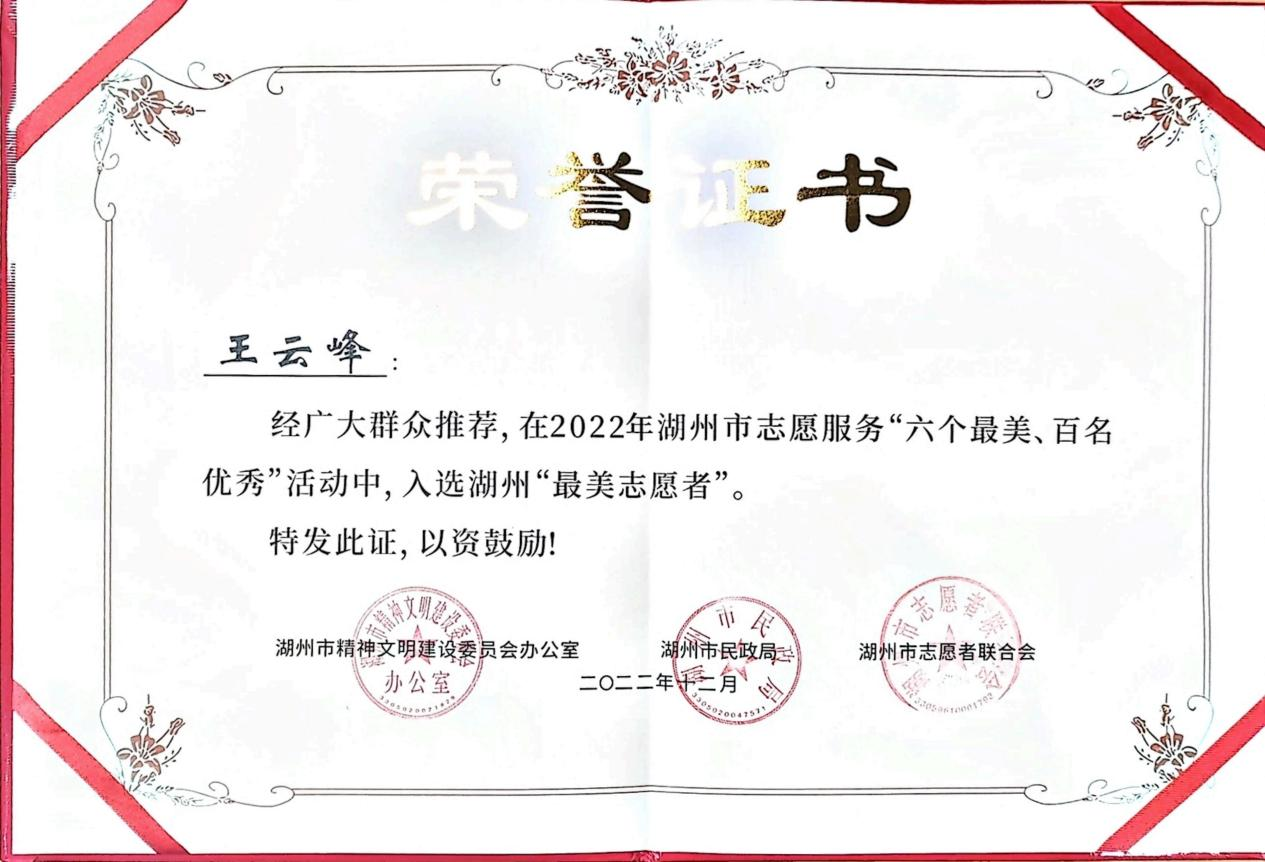 荣誉证书
王云峰：
经广大群众推荐，在2022年湖州市志愿服务“六个最美、百名
优秀”活动中，入选湖州“最美志愿者”。
特发此证，以资鼓励！
湖州市精神文明建设委员会办公室 湖州市民政局 湖州市志愿者联合会
二〇二二年十二月
办公室
3305020047521